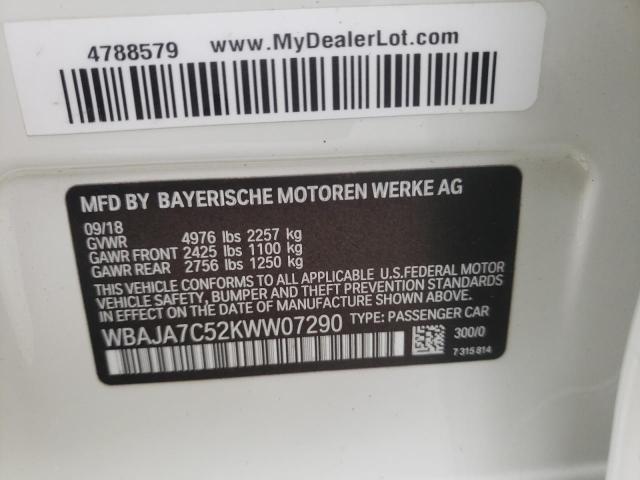 4788579 www.MyDealerLot.com
MFD BY BAYERISCHE MOTOREN WERKE AG
09/18
GVWR 4976 lbs 2257 kg
GAWR FRONT 2425 lbs 1100 kg
GAWR REAR 2756 lbs 1250 kg
THIS VEHICLE CONFORMS TO ALL APPLICABLE U.S.FEDERAL MOTOR
VEHICLE SAFETY, BUMPER AND THEFT PREVENTION STANDARDS
IN EFFECT ON THE DATE OF MANUFACTURE SHOWN ABOVE.
WBAJA7C52KWW07290 TYPE: PASSENGER CAR
300/0
7 315 814